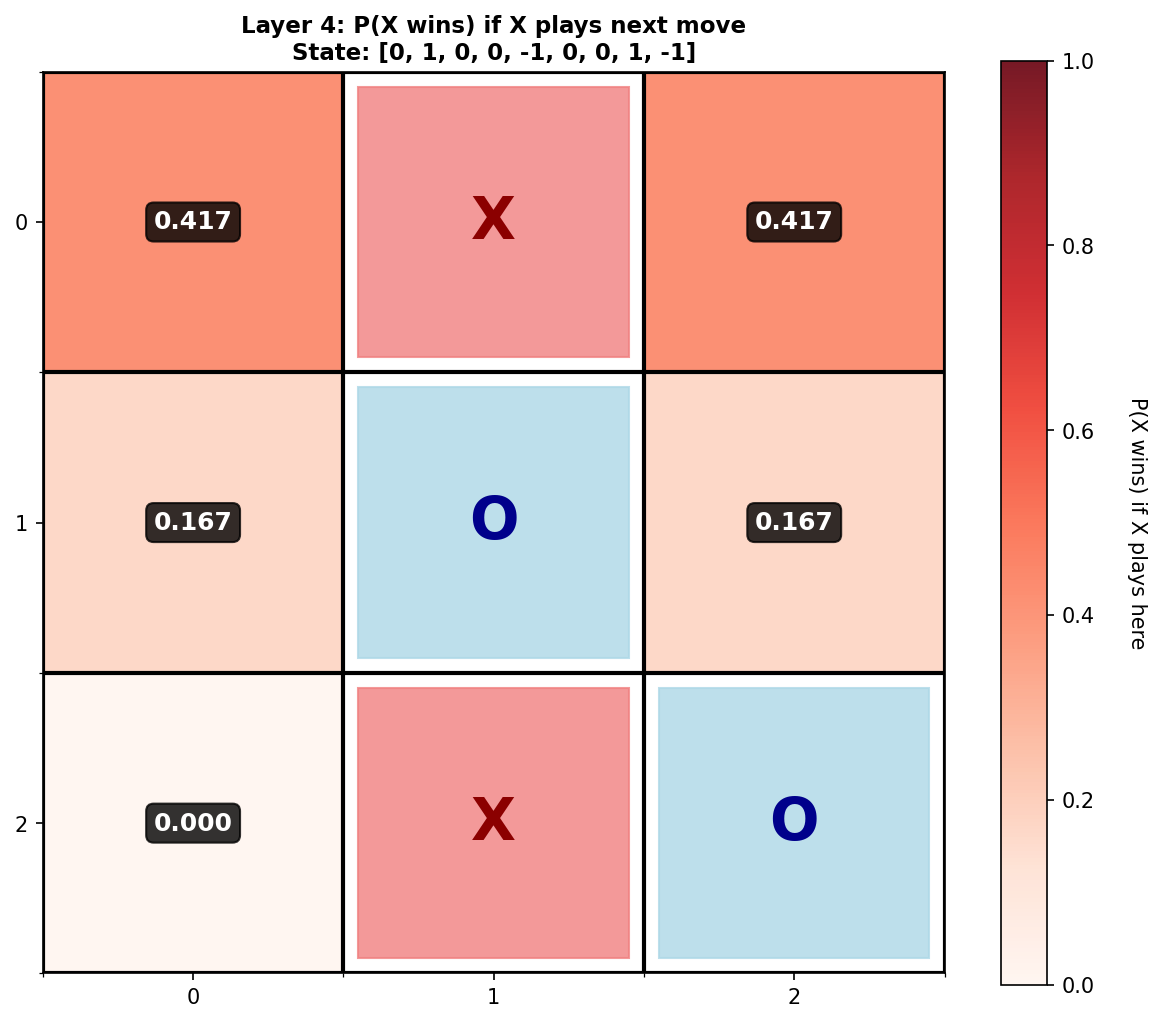 Layer 4: P(X wins) if X plays next move
State: [0, 1, 0, 0, -1, 0, 0, 1, -1]
1.0
0.8
0.6
0.4
0.2
0.0
P(X wins) if X plays here
0
0.417
X
0.417
1
0.167
O
0.167
2
0.000
X
O
0
1
2